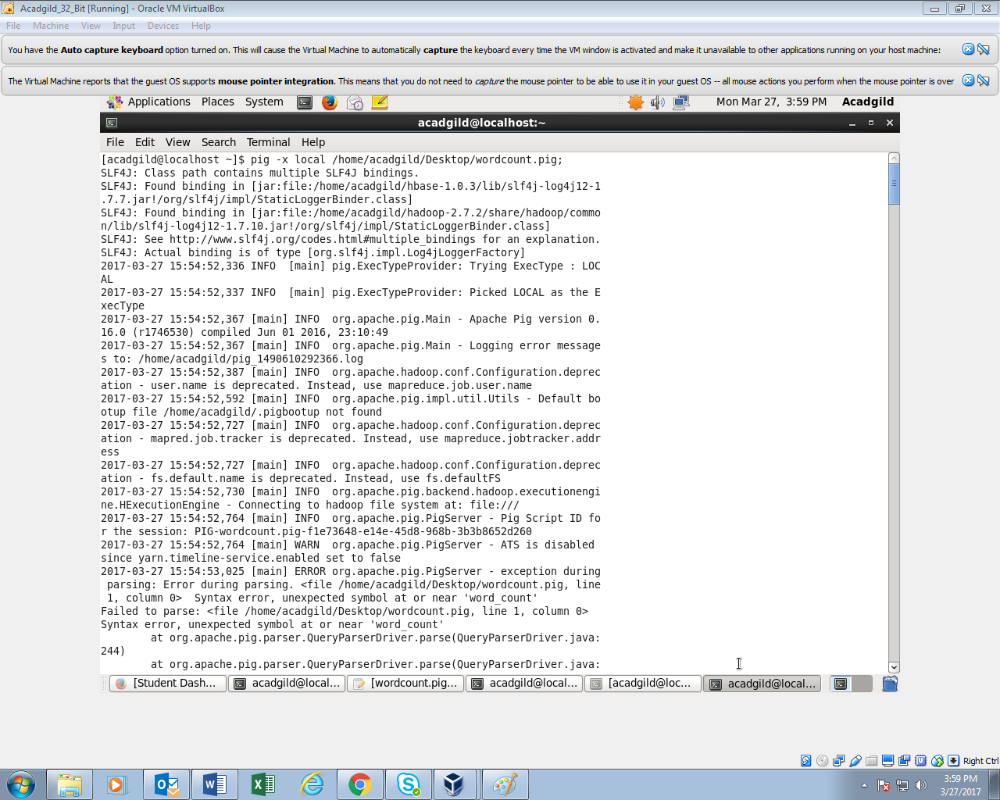 Acadgild_32_Bit [Running] - Oracle VM VirtualBox
File Machine View Input Devices Help
You have the Auto capture keyboard option turned on. This will cause the Virtual Machine to automatically capture the keyboard every time the VM window is activated and make it unavailable to other applications running on your host machine:
The Virtual Machine reports that the guest OS supports mouse pointer integration. This means that you do not need to capture the mouse pointer to be able to use it in your guest OS -- all mouse actions you perform when the mouse pointer is over
Applications Places System Mon Mar 27, 3:59 PM Acadgild
acadgild@localhost:~
File Edit View Search Terminal Help
[acadgild@localhost ~]$ pig -x local /home/acadgild/Desktop/wordcount.pig;
SLF4J: Class path contains multiple SLF4J bindings.
SLF4J: Found binding in [jar:file:/home/acadgild/hbase-1.0.3/lib/slf4j-log4j12-1
.7.7.jar!/org/slf4j/impl/StaticLoggerBinder.class]
SLF4J: Found binding in [jar:file:/home/acadgild/hadoop-2.7.2/share/hadoop/commo
n/lib/slf4j-log4j12-1.7.10.jar!/org/slf4j/impl/StaticLoggerBinder.class]
SLF4J: See http://www.slf4j.org/codes.html#multiple_bindings for an explanation.
SLF4J: Actual binding is of type [org.slf4j.impl.Log4jLoggerFactory]
2017-03-27 15:54:52,336 INFO  [main] pig.ExecTypeProvider: Trying ExecType : LOC
AL
2017-03-27 15:54:52,337 INFO  [main] pig.ExecTypeProvider: Picked LOCAL as the E
xecType
2017-03-27 15:54:52,367 [main] INFO  org.apache.pig.Main - Apache Pig version 0.
16.0 (r1746530) compiled Jun 01 2016, 23:10:49
2017-03-27 15:54:52,367 [main] INFO  org.apache.pig.Main - Logging error message
s to: /home/acadgild/pig_1490610292366.log
2017-03-27 15:54:52,387 [main] INFO  org.apache.hadoop.conf.Configuration.deprec
ation - user.name is deprecated. Instead, use mapreduce.job.user.name
2017-03-27 15:54:52,592 [main] INFO  org.apache.pig.impl.util.Utils - Default bo
otup file /home/acadgild/.pigbootup not found
2017-03-27 15:54:52,727 [main] INFO  org.apache.hadoop.conf.Configuration.deprec
ation - mapred.job.tracker is deprecated. Instead, use mapreduce.jobtracker.addr
ess
2017-03-27 15:54:52,727 [main] INFO  org.apache.hadoop.conf.Configuration.deprec
ation - fs.default.name is deprecated. Instead, use fs.defaultFS
2017-03-27 15:54:52,730 [main] INFO  org.apache.pig.backend.hadoop.executionengi
ne.HExecutionEngine - Connecting to hadoop file system at: file:///
2017-03-27 15:54:52,764 [main] INFO  org.apache.pig.PigServer - Pig Script ID fo
r the session: PIG-wordcount.pig-f1e73648-e14e-45d8-968b-3b3b8652d260
2017-03-27 15:54:52,764 [main] WARN  org.apache.pig.PigServer - ATS is disabled
since yarn.timeline-service.enabled set to false
2017-03-27 15:54:53,025 [main] ERROR org.apache.pig.PigServer - exception during
 parsing: Error during parsing. <file /home/acadgild/Desktop/wordcount.pig, line
 1, column 0>  Syntax error, unexpected symbol at or near 'word_count'
Failed to parse: <file /home/acadgild/Desktop/wordcount.pig, line 1, column 0>
Syntax error, unexpected symbol at or near 'word_count'
        at org.apache.pig.parser.QueryParserDriver.parse(QueryParserDriver.java:
244)
        at org.apache.pig.parser.QueryParserDriver.parse(QueryParserDriver.java:
[Student Dash... acadgild@local... [wordcount.pig... acadgild@local... [acadgild@loc... acadgild@local...
Right Ctrl
3:59 PM
3/27/2017